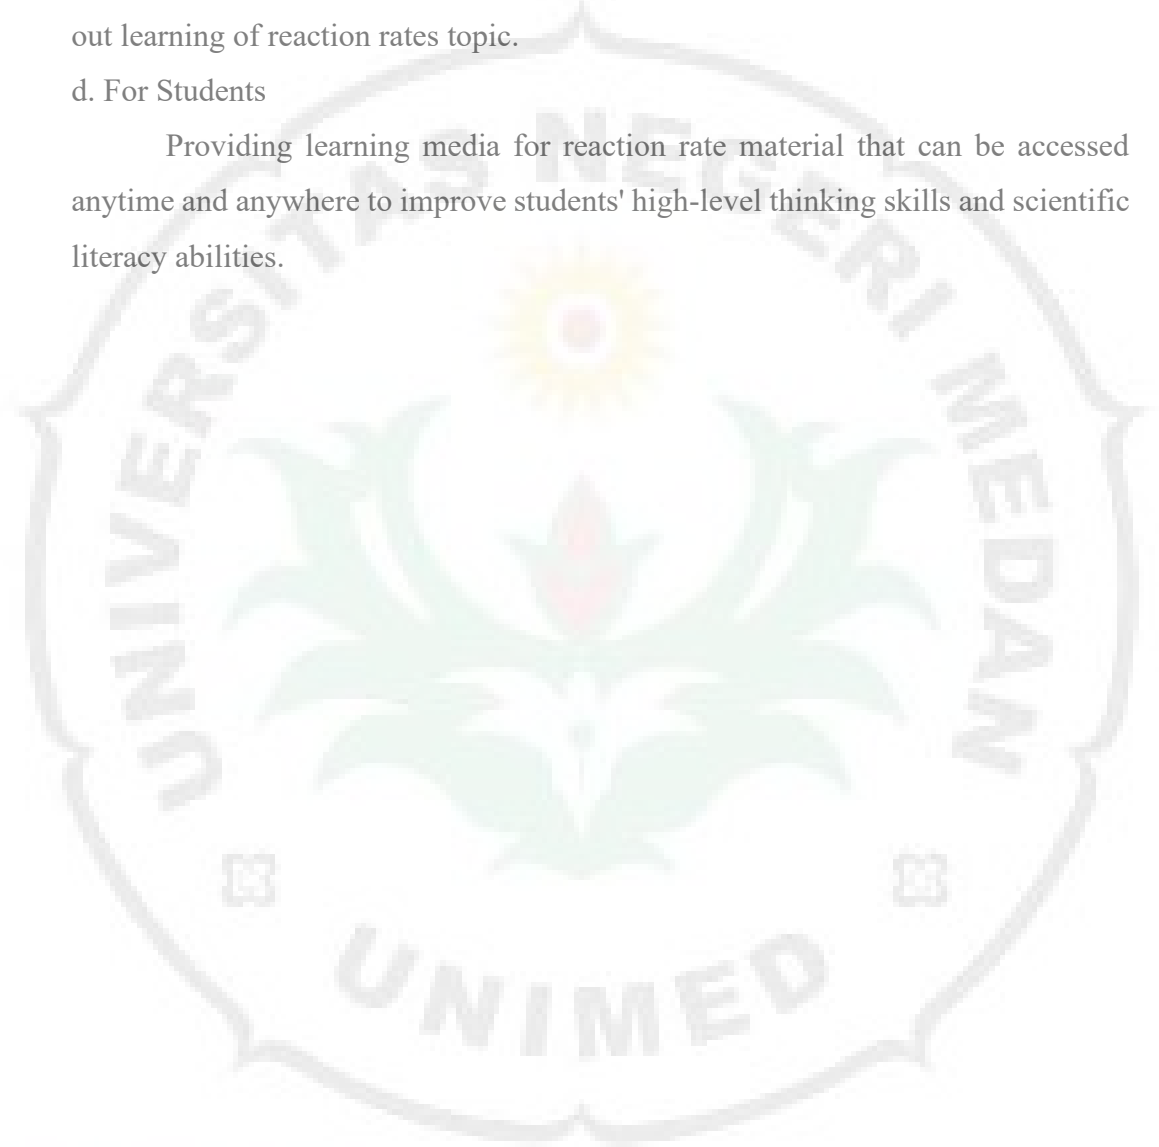 out learning of reaction rates topic.
d. For Students
Providing learning media for reaction rate material that can be accessed
anytime and anywhere to improve students' high-level thinking skills and scientific
literacy abilities.
UNIVERSITAS NEGERI MEDAN
UNIMED